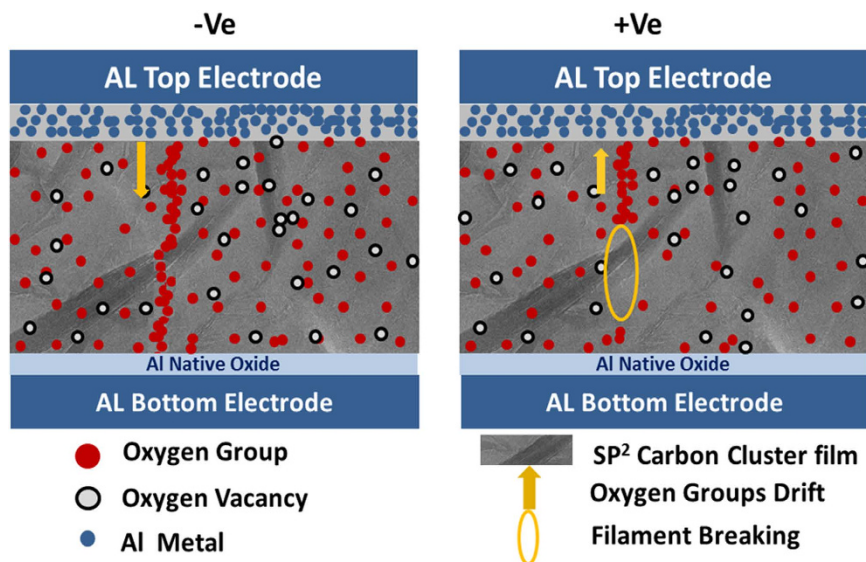 -Ve
AL Top Electrode
Al Native Oxide
AL Bottom Electrode
Oxygen Group
Oxygen Vacancy
Al Metal
+Ve
AL Top Electrode
Al Native Oxide
AL Bottom Electrode
SP² Carbon Cluster film
Oxygen Groups Drift
Filament Breaking